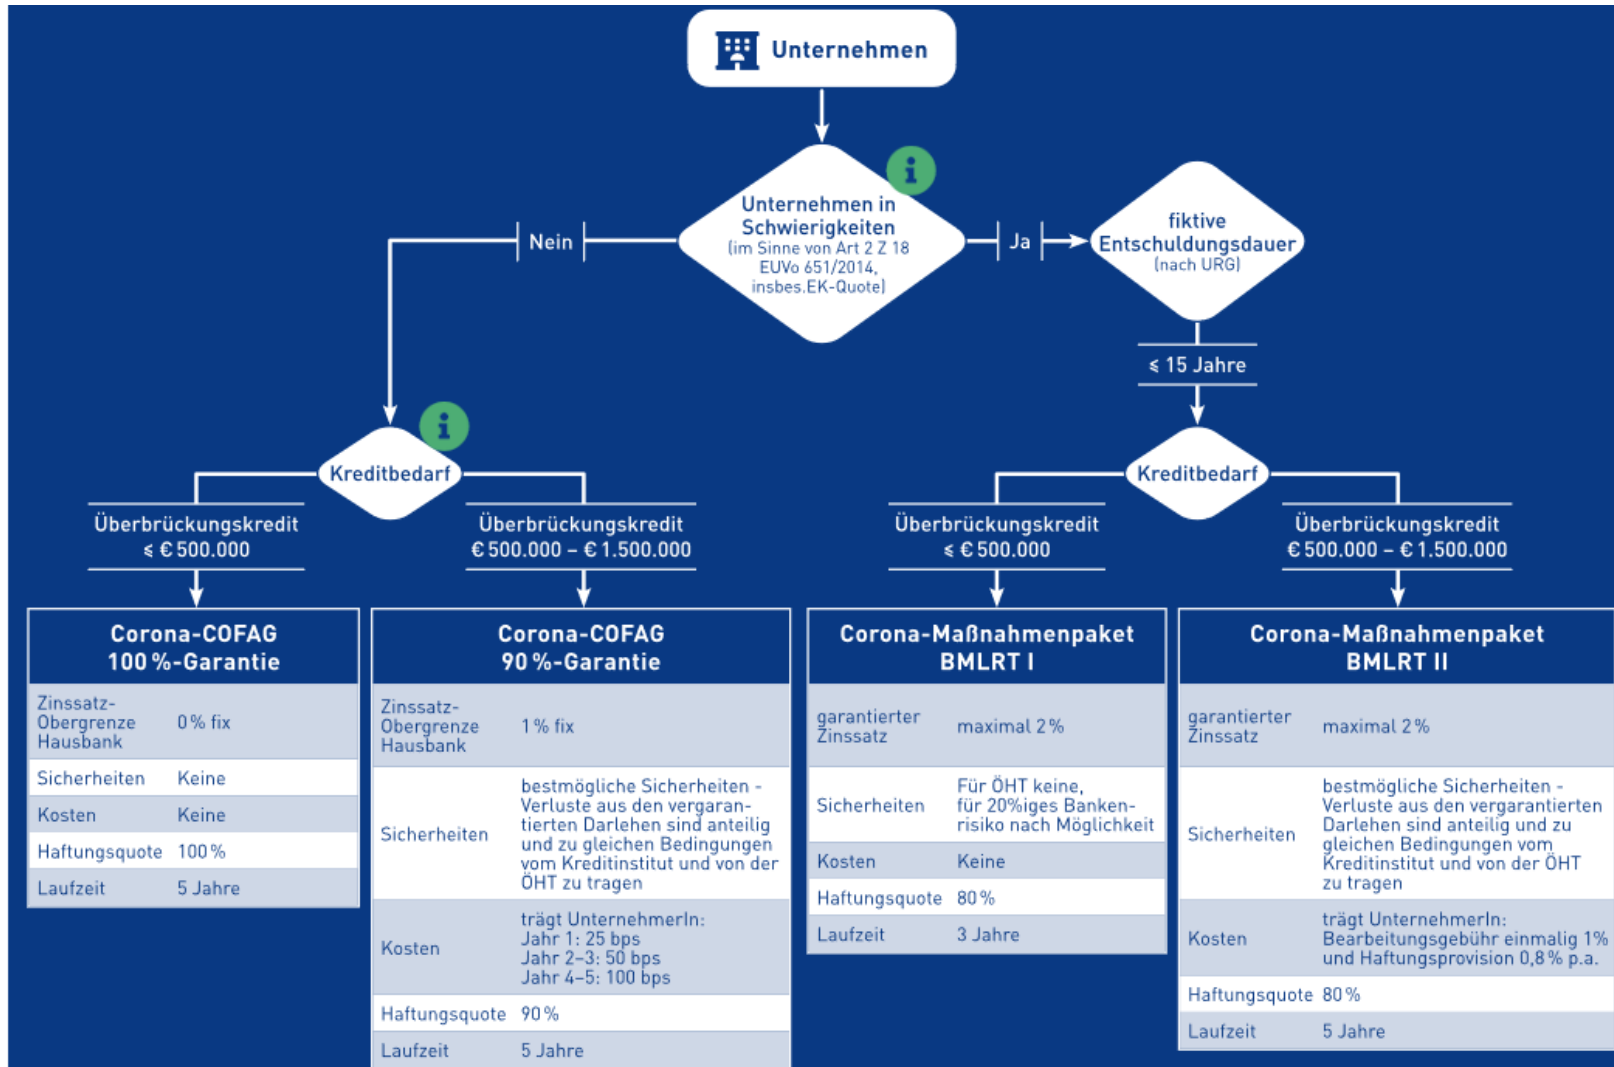 Unternehmen
Unternehmen in
Schwierigkeiten
(im Sinne von Art 2 Z 18
EUVo 651/2014,
insbes.EK-Quote)
Nein
Ja
fiktive
Entschuldungsdauer
(nach URG)
≤ 15 Jahre
Kreditbedarf
Überbrückungskredit
≤ € 500.000
Überbrückungskredit
€ 500.000 – € 1.500.000
Kreditbedarf
Überbrückungskredit
≤ € 500.000
Überbrückungskredit
€ 500.000 – € 1.500.000
Corona-COFAG
100 %-Garantie
Zinssatz-
Obergrenze
Hausbank
0 % fix
Sicherheiten Keine
Kosten Keine
Haftungsquote 100 %
Laufzeit 5 Jahre
Corona-COFAG
90 %-Garantie
Zinssatz-
Obergrenze
Hausbank
1 % fix
Sicherheiten
bestmögliche Sicherheiten -
Verluste aus den vergaran-
tierten Darlehen sind anteilig
und zu gleichen Bedingungen
vom Kreditinstitut und von der
ÖHT zu tragen
Kosten
trägt UnternehmerIn:
Jahr 1: 25 bps
Jahr 2–3: 50 bps
Jahr 4–5: 100 bps
Haftungsquote 90 %
Laufzeit 5 Jahre
Corona-Maßnahmenpaket
BMLRT I
garantierter
Zinssatz
maximal 2 %
Sicherheiten
Für ÖHT keine,
für 20%iges Banken-
risiko nach Möglichkeit
Kosten Keine
Haftungsquote 80 %
Laufzeit 3 Jahre
Corona-Maßnahmenpaket
BMLRT II
garantierter
Zinssatz
maximal 2 %
Sicherheiten
bestmögliche Sicherheiten -
Verluste aus den vergarantierten
Darlehen sind anteilig und zu
gleichen Bedingungen vom
Kreditinstitut und von der ÖHT
zu tragen
Kosten
trägt UnternehmerIn:
Bearbeitungsgebühr einmalig 1%
und Haftungsprovision 0,8 % p.a.
Haftungsquote 80 %
Laufzeit 5 Jahre